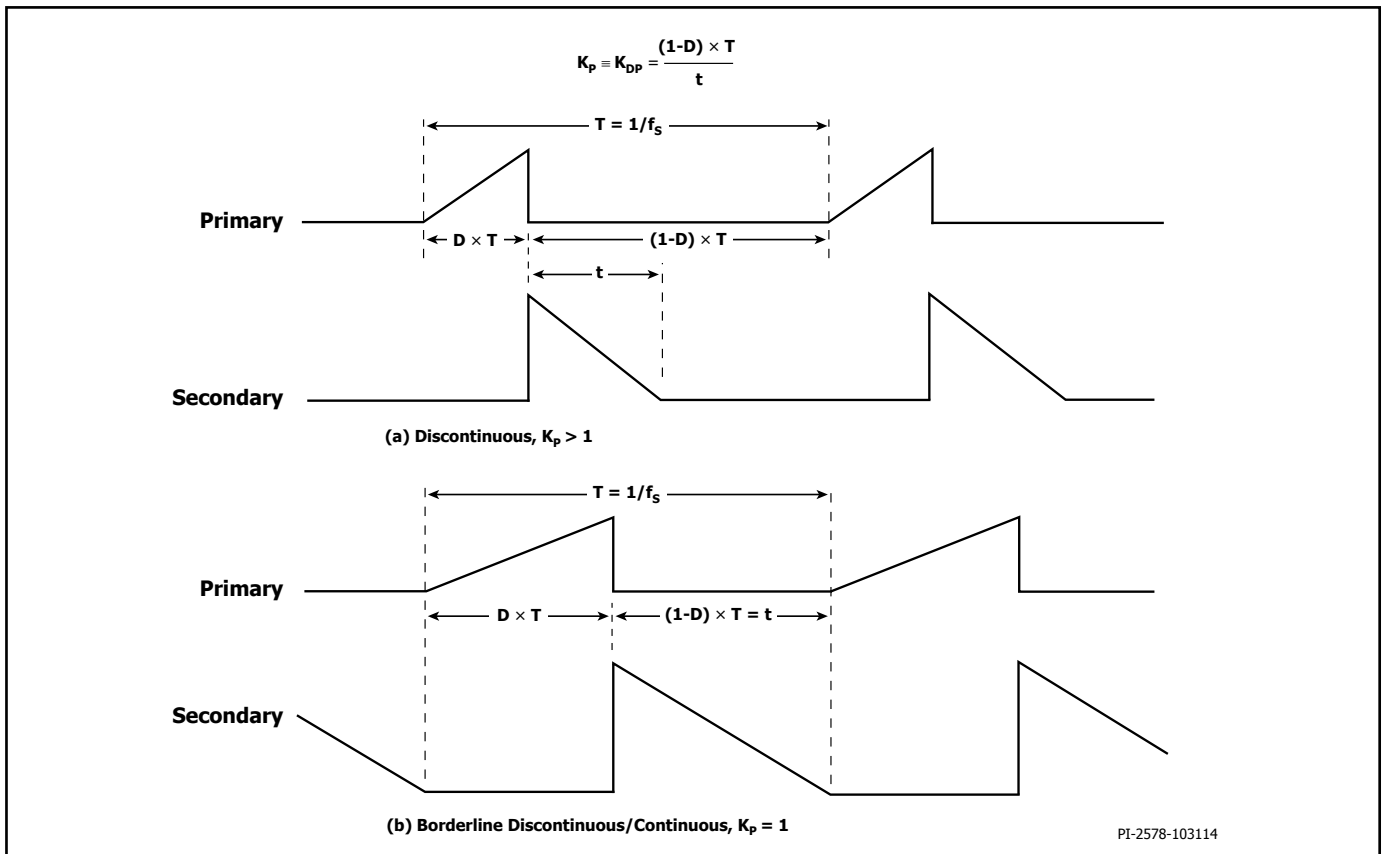 K_P ≡ K_DP = (1-D) × T / t
T = 1/f_S
Primary
D × T
(1-D) × T
t
Secondary
(a) Discontinuous, K_P > 1
T = 1/f_S
Primary
D × T
(1-D) × T = t
Secondary
(b) Borderline Discontinuous/Continuous, K_P = 1
PI-2578-103114